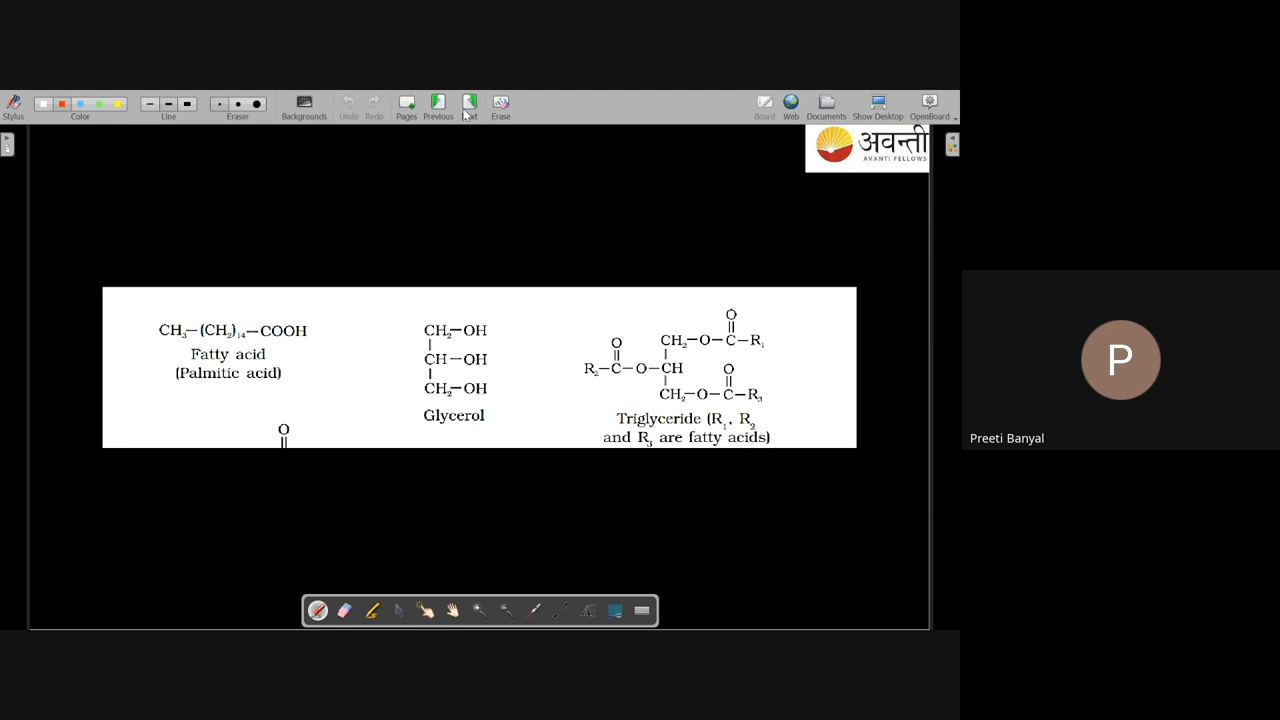 Stylus Color Line Eraser Backgrounds Undo Redo Pages Previous Erase Board Web Documents Show Desktop OpenBoard
अवन्ती
AVANTI FELLOWS
CH₃—(CH₂)₁₄—COOH
Fatty acid
(Palmitic acid)
O
CH₂—OH
CH—OH
CH₂—OH
Glycerol
O
CH₂—O—C—R₁
O
R₂—C—O—CH
O
CH₂—O—C—R₃
Triglyceride (R₁, R₂
and R₃ are fatty acids)
P
Preeti Banyal